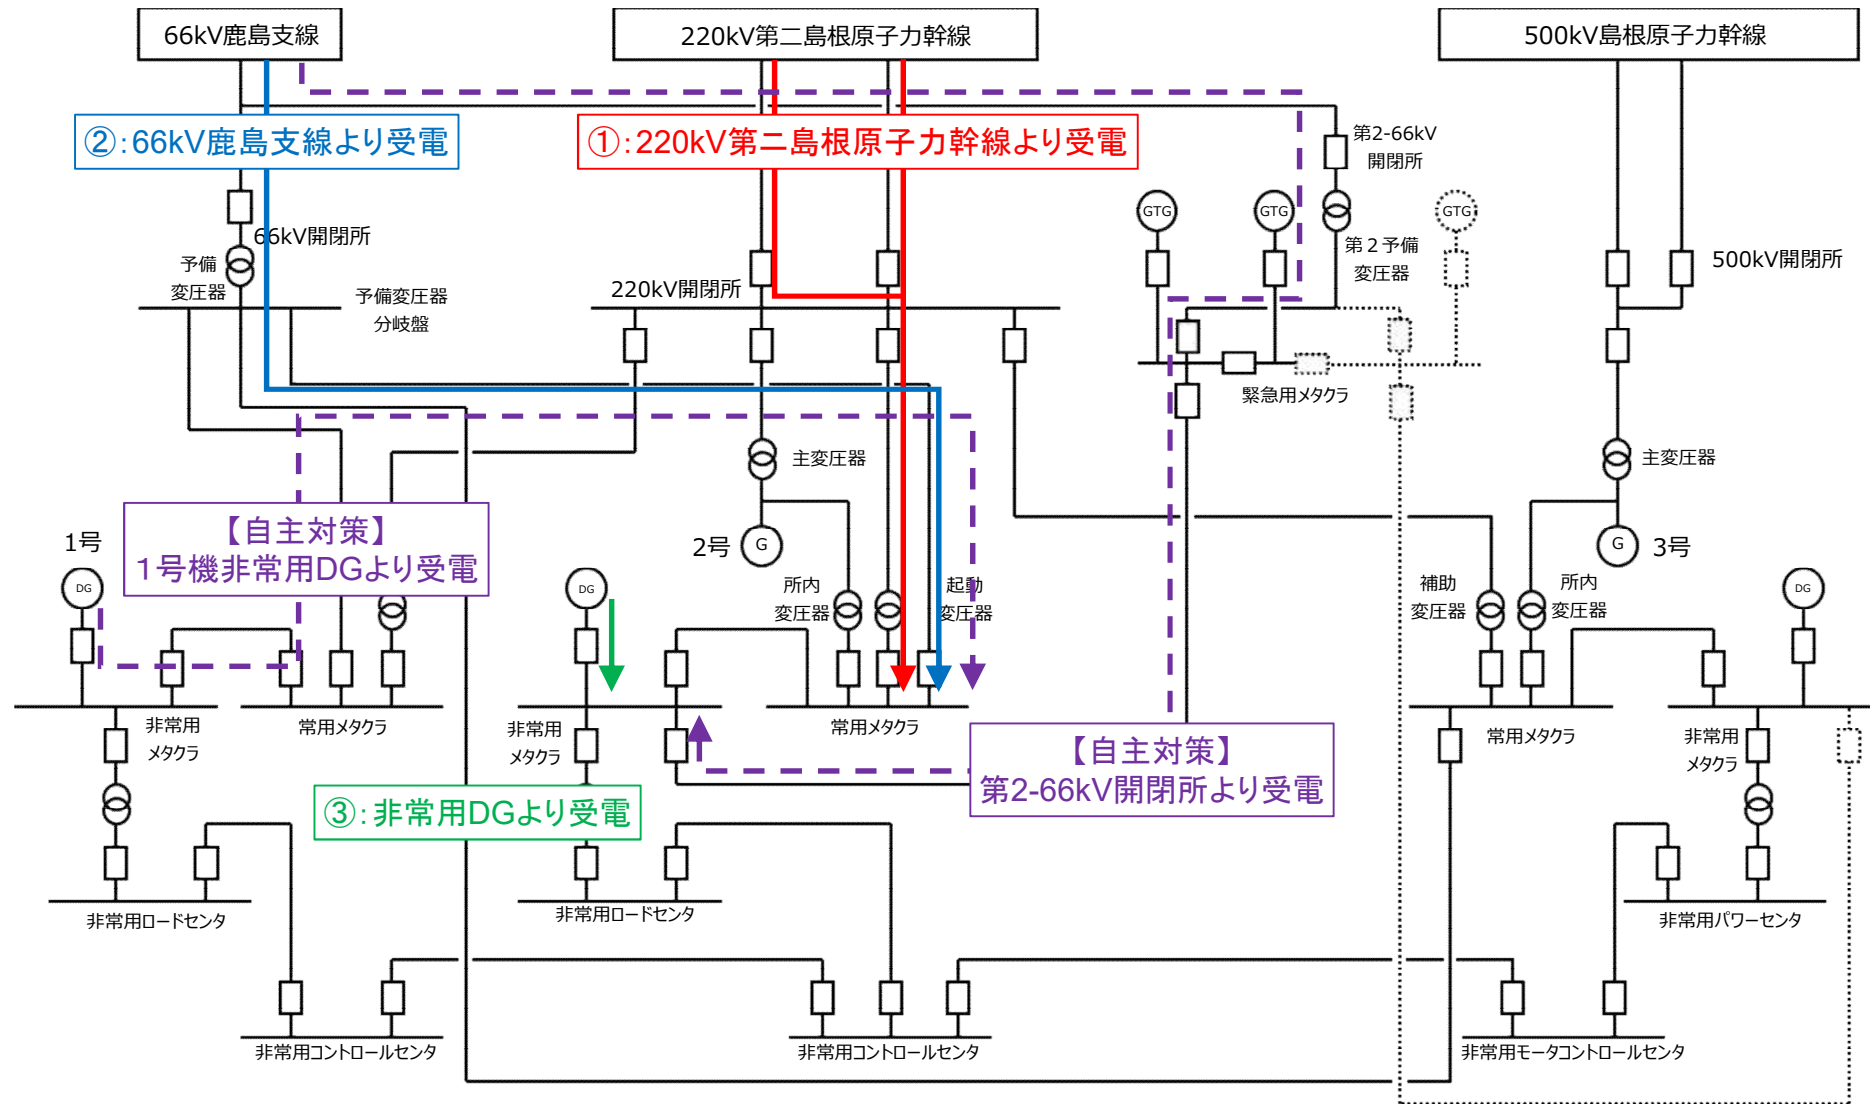 66kV鹿島支線
220kV第二島根原子力幹線
500kV島根原子力幹線
②:66kV鹿島支線より受電
①:220kV第二島根原子力幹線より受電
第2-66kV
開閉所
GTG
GTG
GTG
66kV開閉所
予備
変圧器
予備変圧器
分岐盤
220kV開閉所
第２予備
変圧器
500kV開閉所
緊急用メタクラ
主変圧器
主変圧器
【自主対策】
１号機非常用DGより受電
1号
2号
G
G
3号
DG
DG
所内
変圧器
起動
変圧器
補助
変圧器
所内
変圧器
DG
非常用
メタクラ
常用メタクラ
非常用
メタクラ
常用メタクラ
【自主対策】
第2-66kV開閉所より受電
常用メタクラ
非常用
メタクラ
③:非常用DGより受電
非常用ロードセンタ
非常用ロードセンタ
非常用パワーセンタ
非常用コントロールセンタ
非常用コントロールセンタ
非常用モータコントロールセンタ